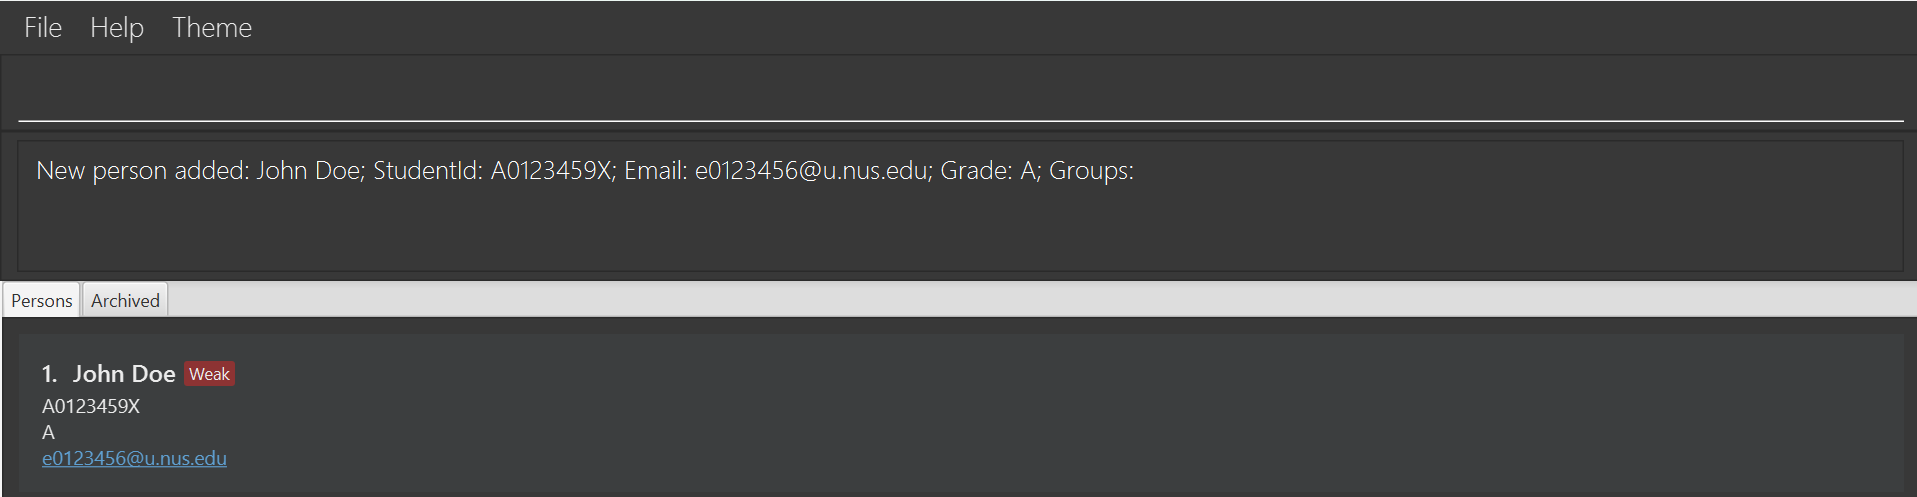 File Help Theme
New person added: John Doe; StudentId: A0123459X; Email: e0123456@u.nus.edu; Grade: A; Groups:
Persons Archived
1. John Doe Weak
A0123459X
A
e0123456@u.nus.edu